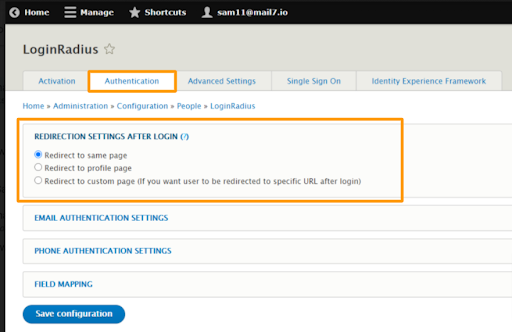 Home Manage Shortcuts sam11@mail7.io
LoginRadius
Activation Authentication Advanced Settings Single Sign On Identity Experience Framework
Home » Administration » Configuration » People » LoginRadius
REDIRECTION SETTINGS AFTER LOGIN (?)
Redirect to same page
Redirect to profile page
Redirect to custom page (If you want user to be redirected to specific URL after login)
EMAIL AUTHENTICATION SETTINGS
PHONE AUTHENTICATION SETTINGS
FIELD MAPPING
Save configuration